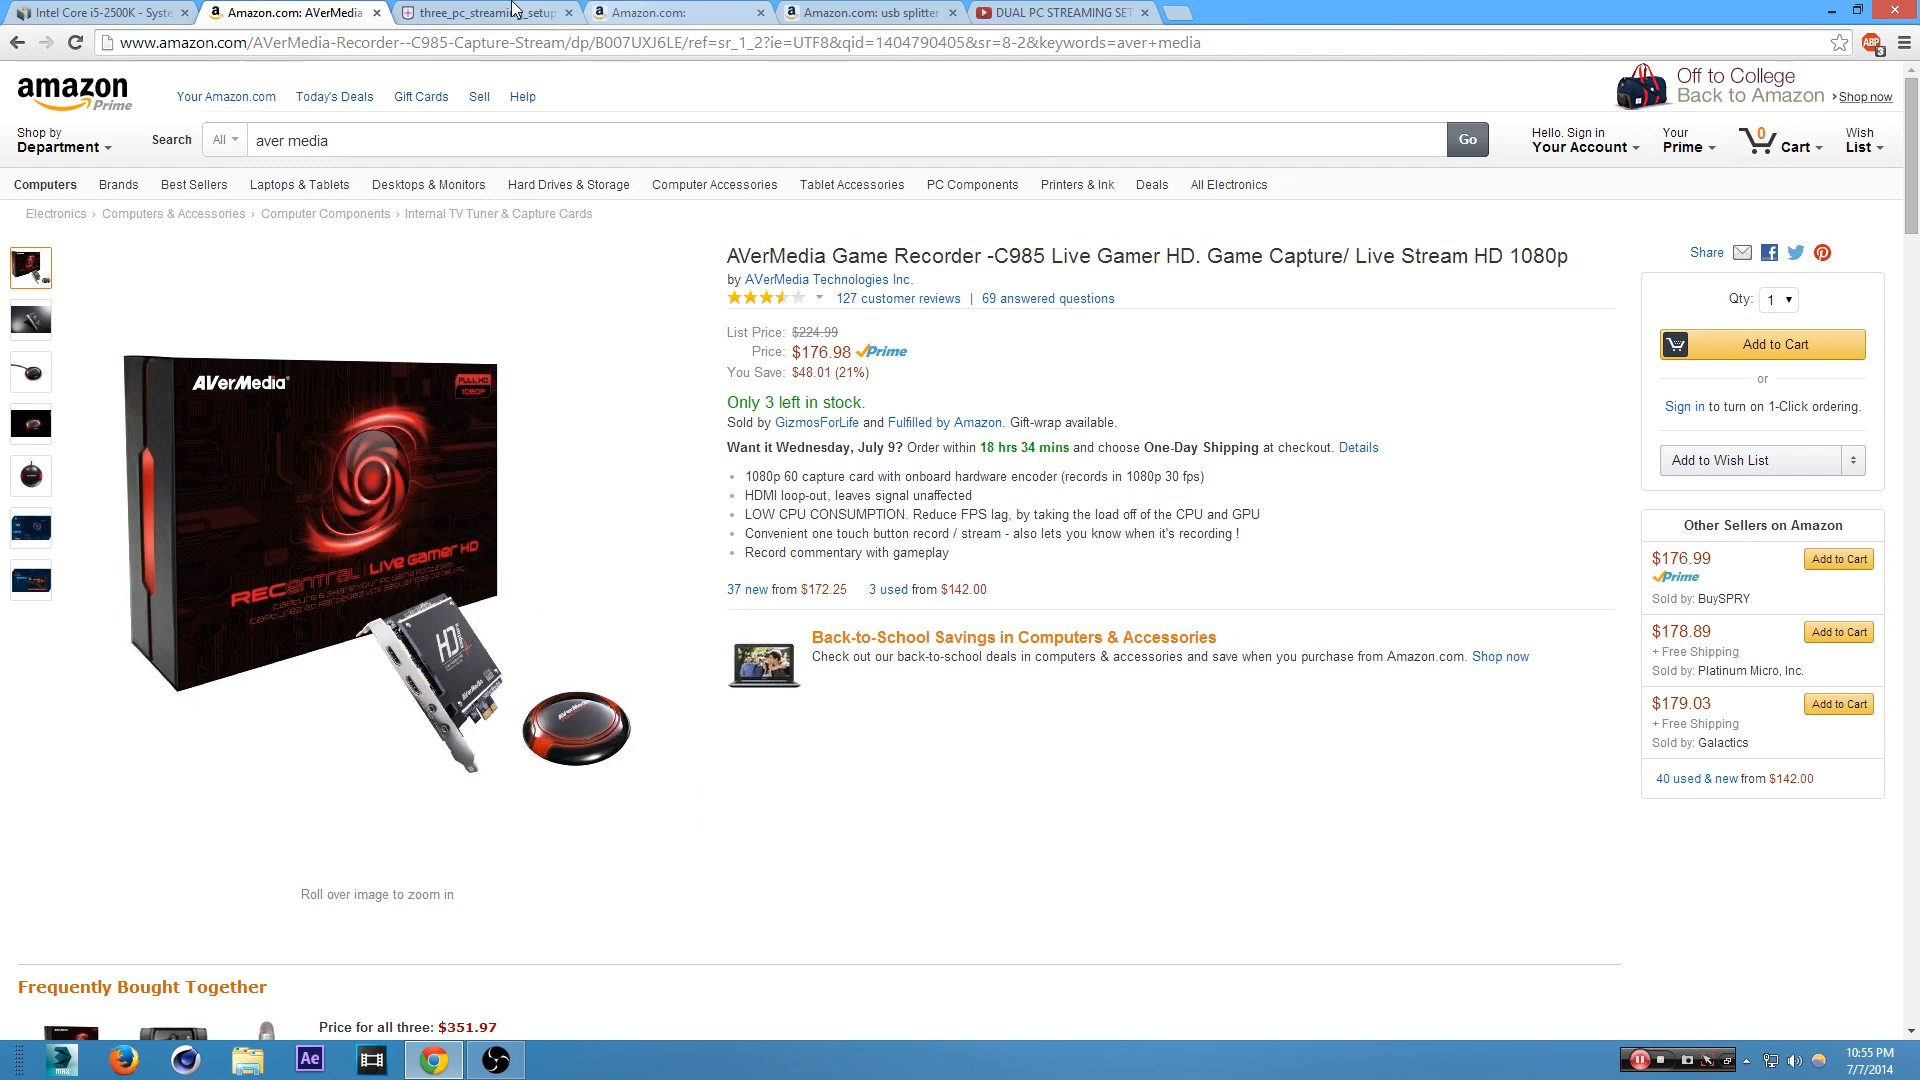 Intel Core i5-2500K - Syste
Amazon.com: AVerMedia
three_pc_streaming_setup
Amazon.com:
Amazon.com: usb splitter
DUAL PC STREAMING SET
www.amazon.com/AVerMedia-Recorder--C985-Capture-Stream/dp/B007UXJ6LE/ref=sr_1_2?ie=UTF8&qid=1404790405&sr=8-2&keywords=aver+media
ABP
3
amazon
Prime
Your Amazon.com
Today's Deals
Gift Cards
Sell
Help
Off to College
Back to Amazon
Shop now
Shop by
Department
Search
All
aver media
Go
Hello. Sign in
Your Account
Your
Prime
0
Cart
Wish
List
Computers
Brands
Best Sellers
Laptops & Tablets
Desktops & Monitors
Hard Drives & Storage
Computer Accessories
Tablet Accessories
PC Components
Printers & Ink
Deals
All Electronics
Electronics › Computers & Accessories › Computer Components › Internal TV Tuner & Capture Cards
AVerMedia Game Recorder -C985 Live Gamer HD. Game Capture/ Live Stream HD 1080p
by AVerMedia Technologies Inc.
127 customer reviews | 69 answered questions
List Price: $224.99
Price: $176.98 Prime
You Save: $48.01 (21%)
Only 3 left in stock.
Sold by GizmosForLife and Fulfilled by Amazon. Gift-wrap available.
Want it Wednesday, July 9? Order within 18 hrs 34 mins and choose One-Day Shipping at checkout. Details
• 1080p 60 capture card with onboard hardware encoder (records in 1080p 30 fps)
• HDMI loop-out, leaves signal unaffected
• LOW CPU CONSUMPTION. Reduce FPS lag, by taking the load off of the CPU and GPU
• Convenient one touch button record / stream - also lets you know when it's recording !
• Record commentary with gameplay
37 new from $172.25 3 used from $142.00
Back-to-School Savings in Computers & Accessories
Check out our back-to-school deals in computers & accessories and save when you purchase from Amazon.com. Shop now
AVerMedia
FULL HD
1080P
RECentral | LIVE GAMER HD
HD
AVerMedia
Roll over image to zoom in
Share
Qty: 1
Add to Cart
or
Sign in to turn on 1-Click ordering.
Add to Wish List
Other Sellers on Amazon
$176.99
Add to Cart
Prime
Sold by: BuySPRY
$178.89
Add to Cart
+ Free Shipping
Sold by: Platinum Micro, Inc.
$179.03
Add to Cart
+ Free Shipping
Sold by: Galactics
40 used & new from $142.00
Frequently Bought Together
Price for all three: $351.97
MAX
Ae
10:55 PM
7/7/2014